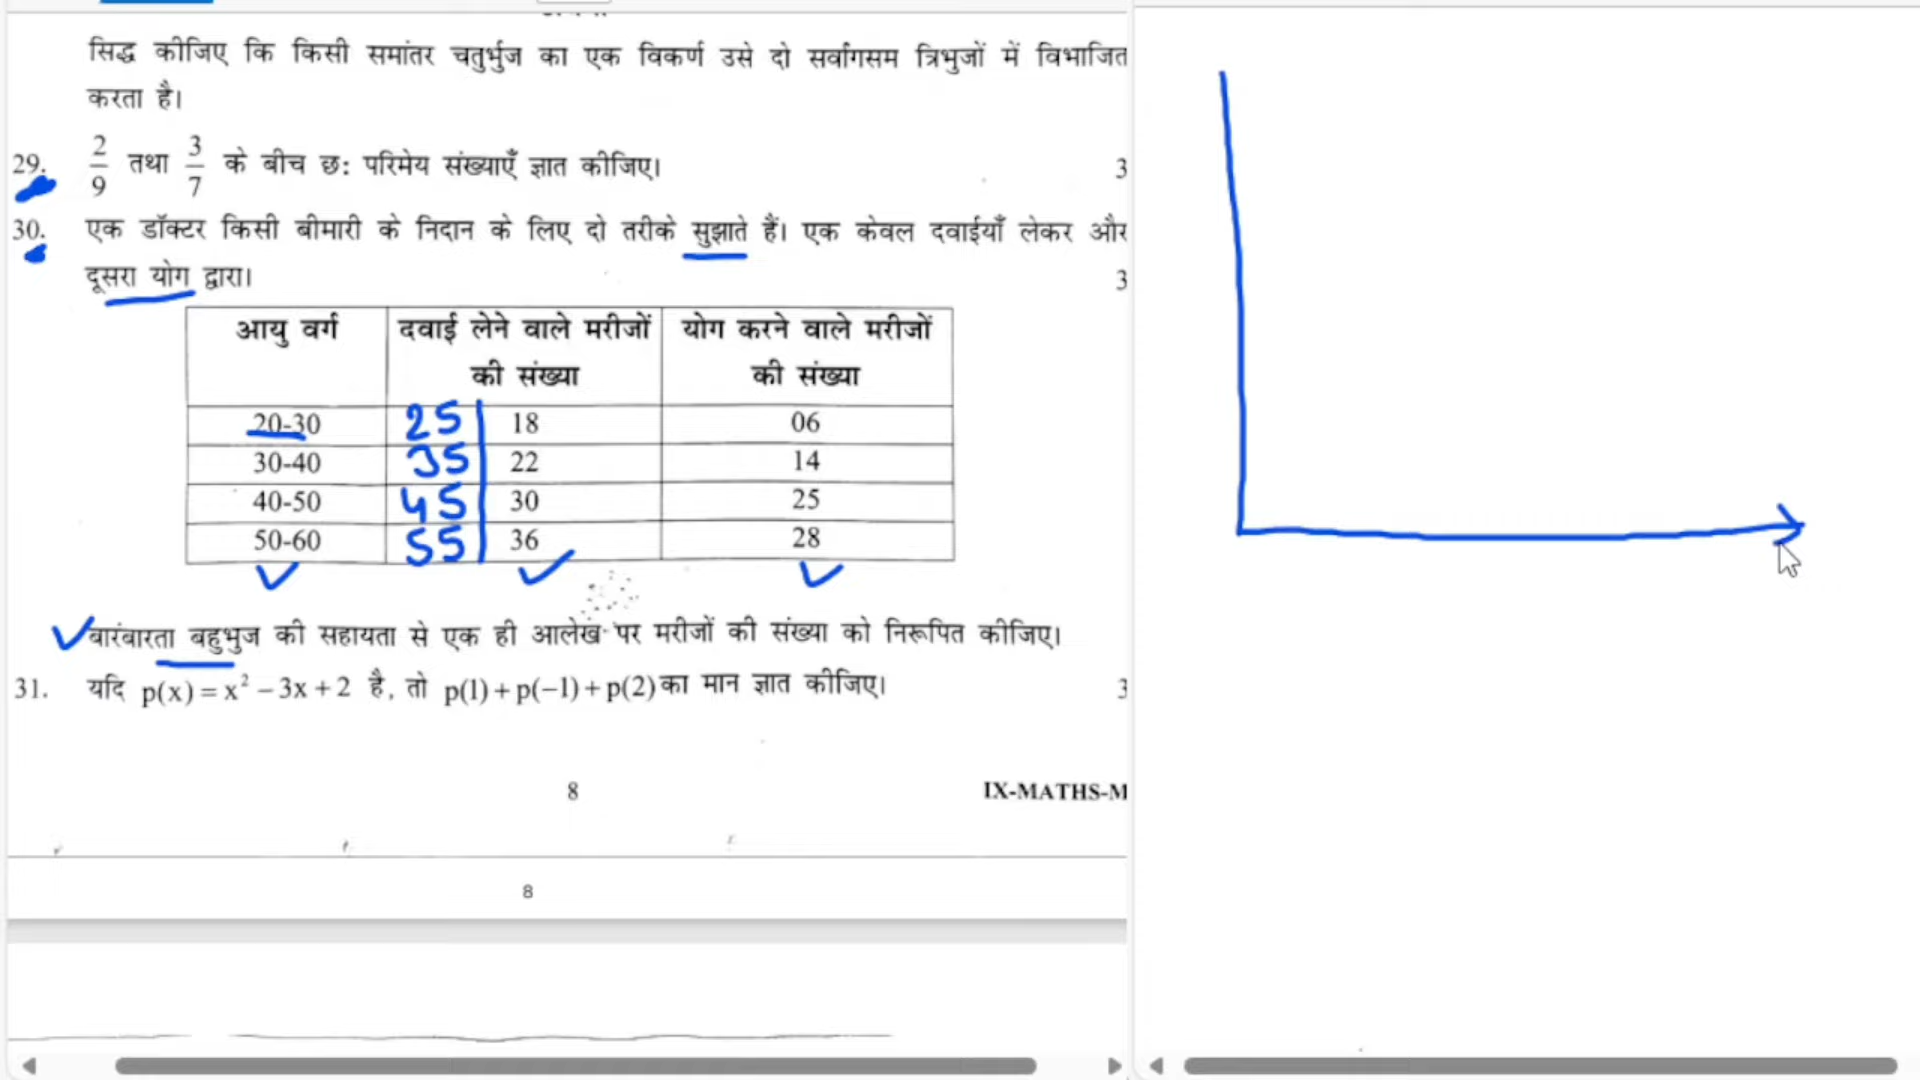 सिद्ध कीजिए कि किसी समांतर चतुर्भुज का एक विकर्ण उसे दो सर्वांगसम त्रिभुजों में विभाजित
करता है।
29. 2/9 तथा 3/7 के बीच छः परिमेय संख्याएँ ज्ञात कीजिए। 3
30. एक डॉक्टर किसी बीमारी के निदान के लिए दो तरीके सुझाते हैं। एक केवल दवाईयाँ लेकर और
दूसरा योग द्वारा। 3
आयु वर्ग दवाई लेने वाले मरीजों की संख्या योग करने वाले मरीजों की संख्या
20-30 25 18 06
30-40 35 22 14
40-50 45 30 25
50-60 55 36 28
बारंबारता बहुभुज की सहायता से एक ही आलेख पर मरीजों की संख्या को निरूपित कीजिए।
31. यदि p(x) = x² – 3x + 2 है, तो p(1) + p(–1) + p(2) का मान ज्ञात कीजिए। 3
8 IX-MATHS-M
8